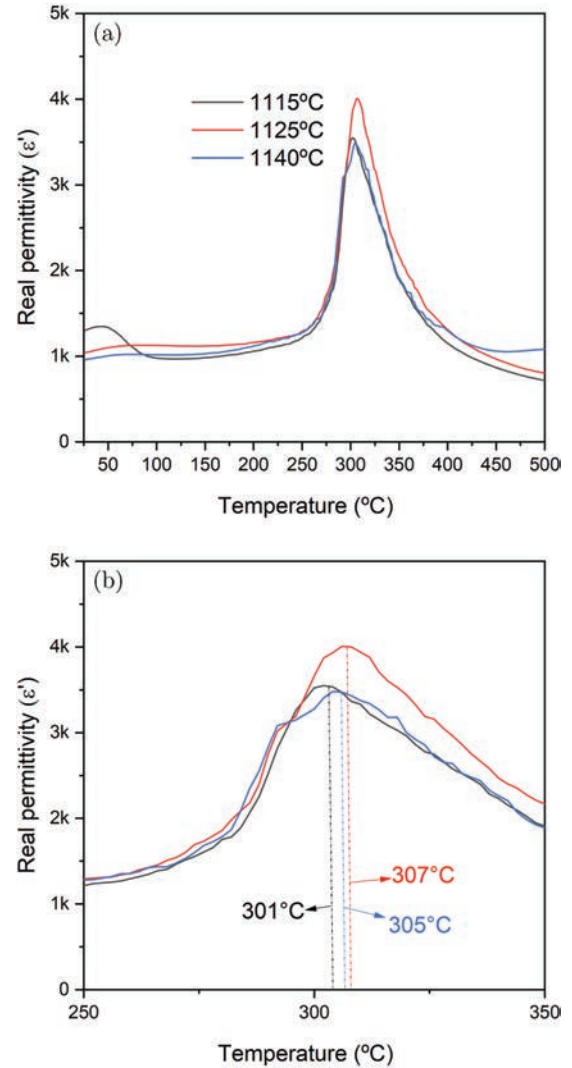 (a)
5k
4k
3k
2k
1k
0
Real permittivity (ε')
1115ºC
1125ºC
1140ºC
50 100 150 200 250 300 350 400 450 500
Temperature (ºC)
(b)
5k
4k
3k
2k
1k
0
Real permittivity (ε')
307°C
301°C
305°C
250 300 350
Temperature (ºC)